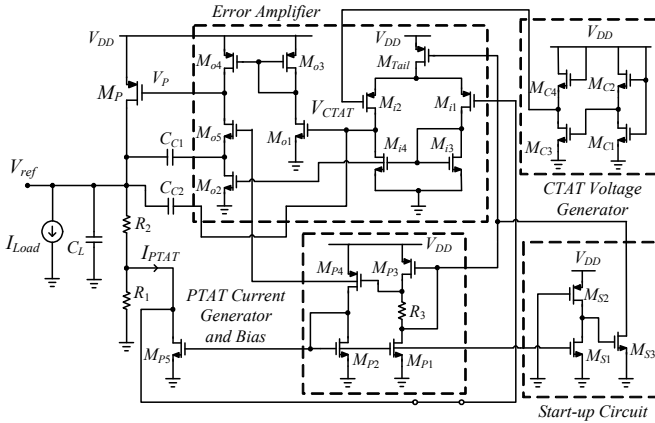 Error Amplifier
V_DD
V_DD
V_DD
M_Tail
M_o4
M_o3
M_P
V_P
V_CTAT
M_i2
M_i1
M_C4
M_C2
M_o5
M_o1
M_i4
M_i3
C_C1
M_C3
M_C1
V_ref
M_o2
C_C2
CTAT Voltage
Generator
R_2
I_Load
C_L
I_PTAT
V_DD
V_DD
M_P4
M_P3
R_1
PTAT Current
Generator
and Bias
R_3
M_S2
M_P5
M_P2
M_P1
M_S1
M_S3
Start-up Circuit